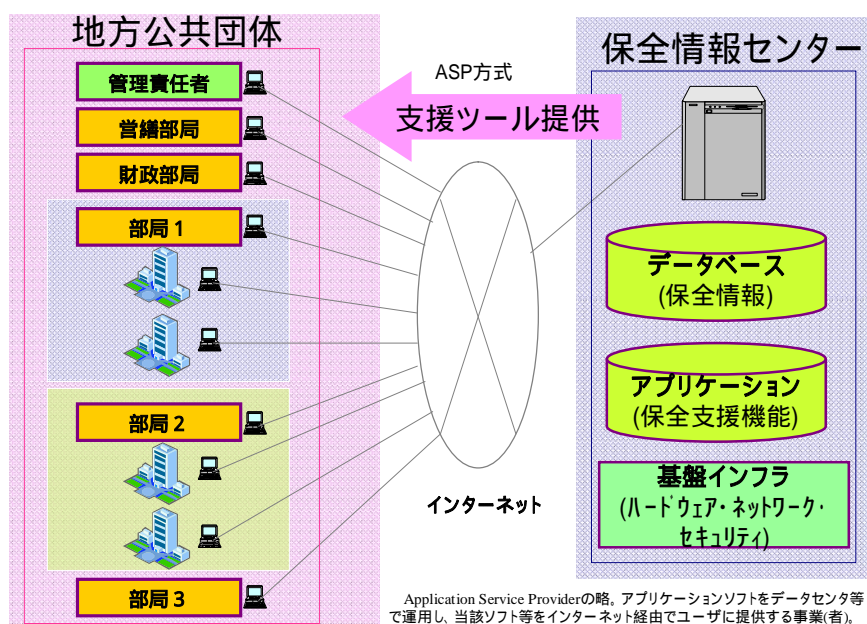 地方公共団体
管理責任者
営繕部局
財政部局
部局1
部局2
部局3
ASP方式
支援ツール提供
インターネット
保全情報センター
データベース
(保全情報)
アプリケーション
(保全支援機能)
基盤インフラ
(ﾊｰﾄﾞｳｪｱ･ﾈｯﾄﾜｰｸ･
ｾｷｭﾘﾃｨ)
Application Service Providerの略。アプリケーションソフトをデータセンタ等
で運用し、当該ソフト等をインターネット経由でユーザに提供する事業(者)。